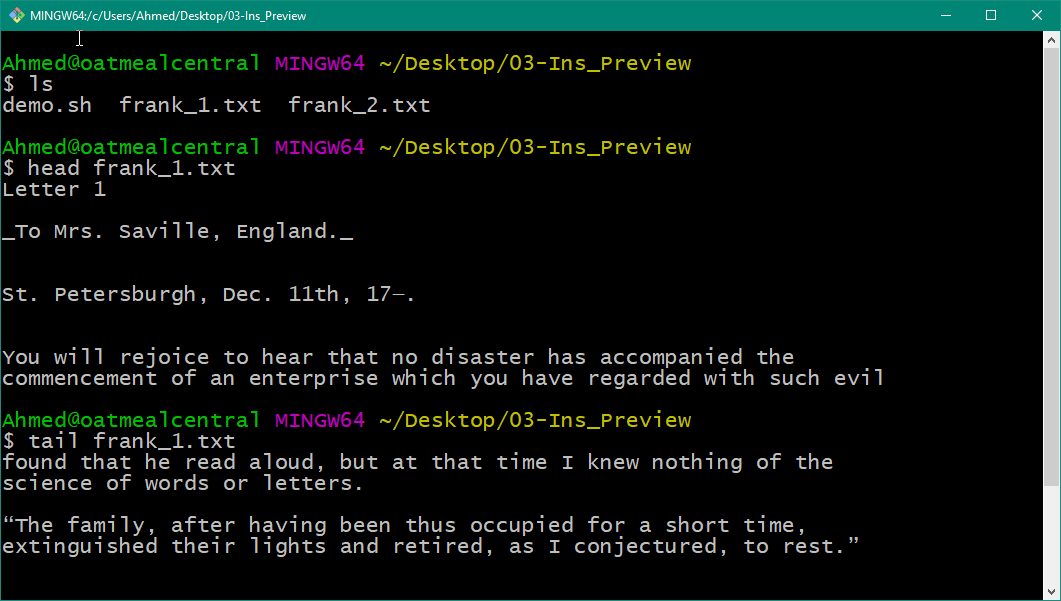 MINGW64:/c/Users/Ahmed/Desktop/03-Ins_Preview
Ahmed@oatmealcentral MINGW64 ~/Desktop/03-Ins_Preview
$ ls
demo.sh  frank_1.txt  frank_2.txt
Ahmed@oatmealcentral MINGW64 ~/Desktop/03-Ins_Preview
$ head frank_1.txt
Letter 1
_To Mrs. Saville, England._
St. Petersburgh, Dec. 11th, 17—.
You will rejoice to hear that no disaster has accompanied the
commencement of an enterprise which you have regarded with such evil
Ahmed@oatmealcentral MINGW64 ~/Desktop/03-Ins_Preview
$ tail frank_1.txt
found that he read aloud, but at that time I knew nothing of the
science of words or letters.
“The family, after having been thus occupied for a short time,
extinguished their lights and retired, as I conjectured, to rest.”